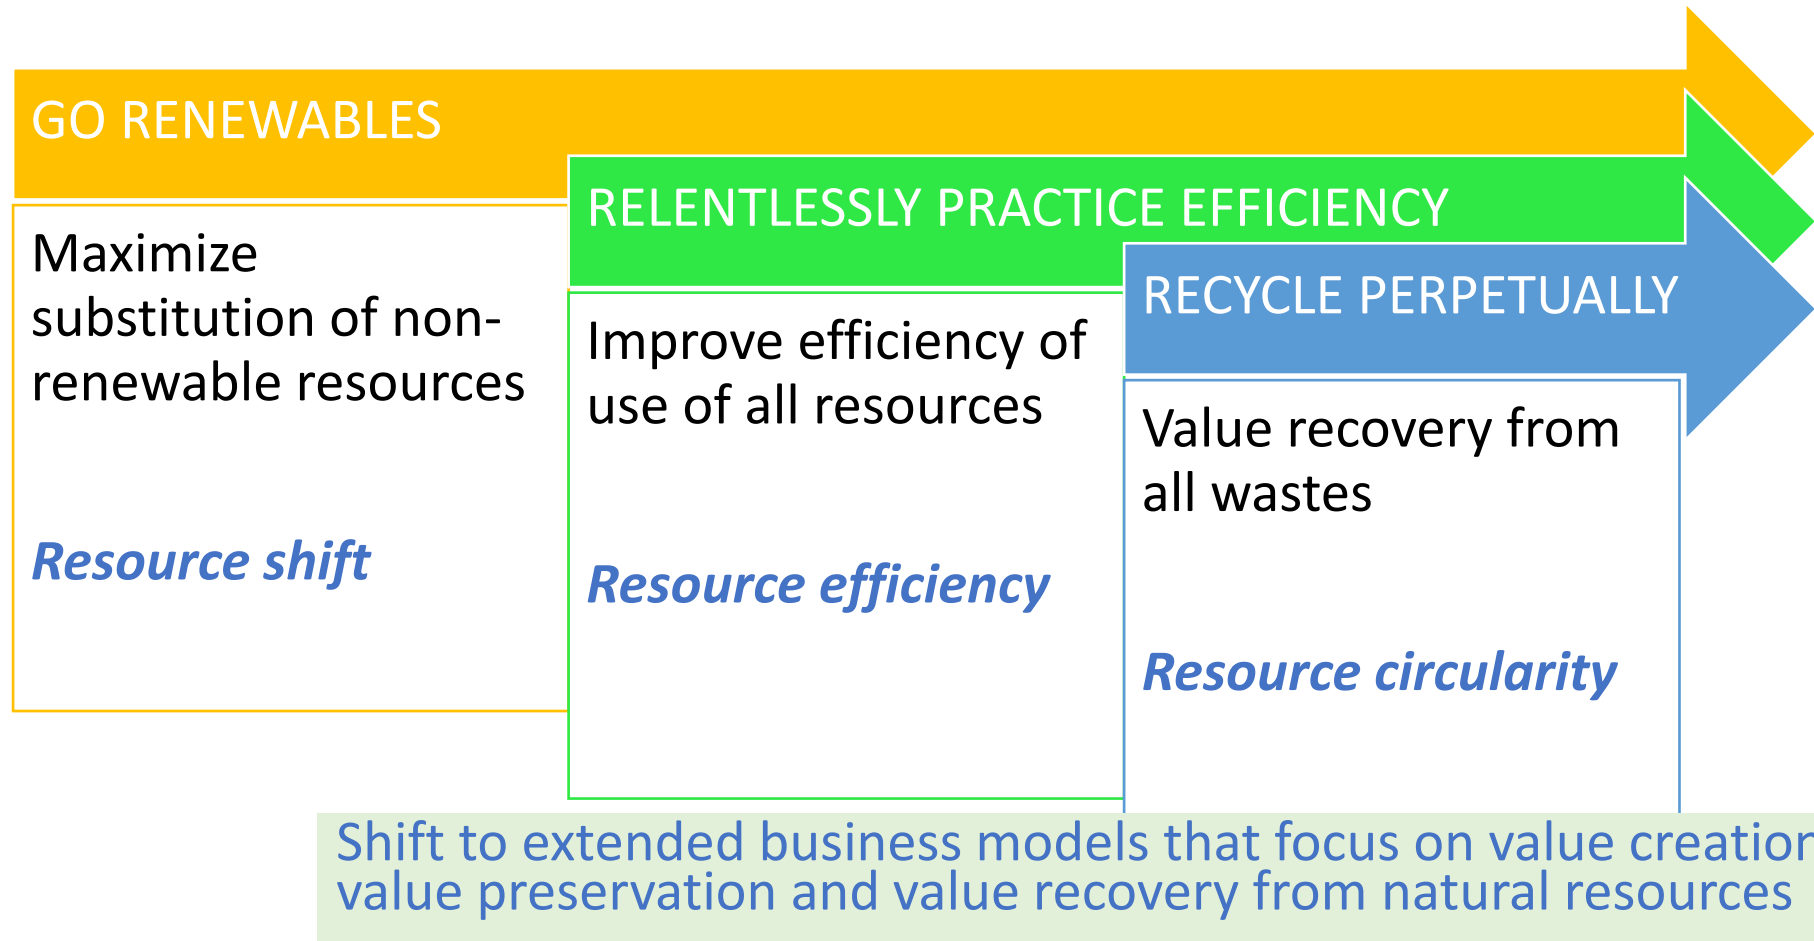 GO RENEWABLES
Maximize
substitution of non-
renewable resources
Resource shift
RELENTLESSLY PRACTICE EFFICIENCY
Improve efficiency of
use of all resources
Resource efficiency
RECYCLE PERPETUALLY
Value recovery from
all wastes
Resource circularity
Shift to extended business models that focus on value creation
value preservation and value recovery from natural resources